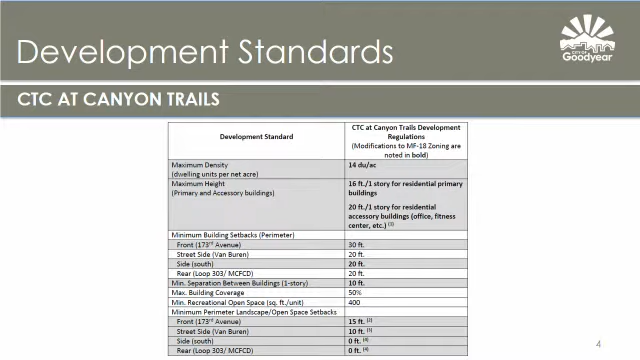 Development Standards
CITY OF
Goodyear
CTC AT CANYON TRAILS
Development Standard
CTC at Canyon Trails Development
Regulations
(Modifications to MF-18 Zoning are
noted in bold)
Maximum Density
(dwelling units per net acre)
14 du/ac
Maximum Height
(Primary and Accessory buildings)
16 ft./1 story for residential primary
buildings
20 ft./1 story for residential
accessory buildings (office, fitness
center, etc.) (1)
Minimum Building Setbacks (Perimeter)
Front (173rd Avenue) 30 ft.
Street Side (Van Buren) 20 ft.
Side (south) 20 ft.
Rear (Loop 303/ MCFCD) 20 ft.
Min. Separation Between Buildings (1-story) 10 ft.
Max. Building Coverage 50%
Min. Recreational Open Space (sq. ft./unit) 400
Minimum Perimeter Landscape/Open Space Setbacks
Front (173rd Avenue) 15 ft. (2)
Street Side (Van Buren) 10 ft. (3)
Side (south) 0 ft. (4)
Rear (Loop 303/ MCFCD) 0 ft. (4)
4